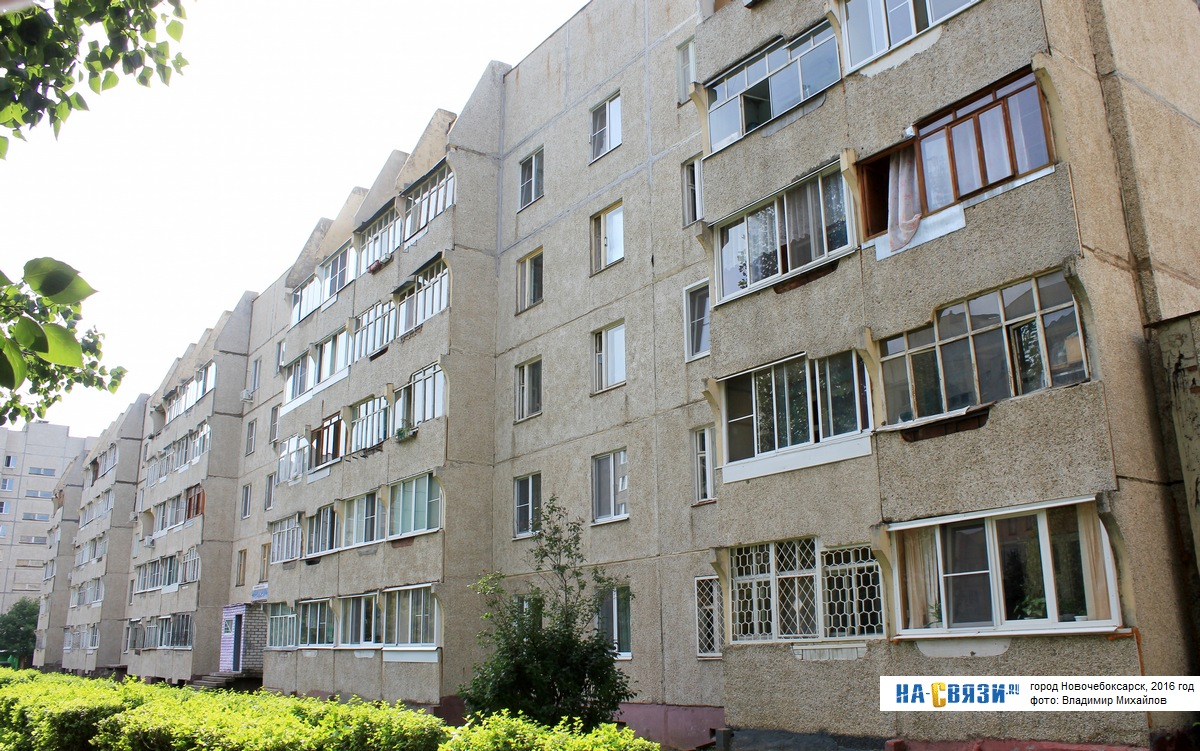 НА-СВЯЗИ.RU
город Новочебоксарск, 2016 год
фото: Владимир Михайлов